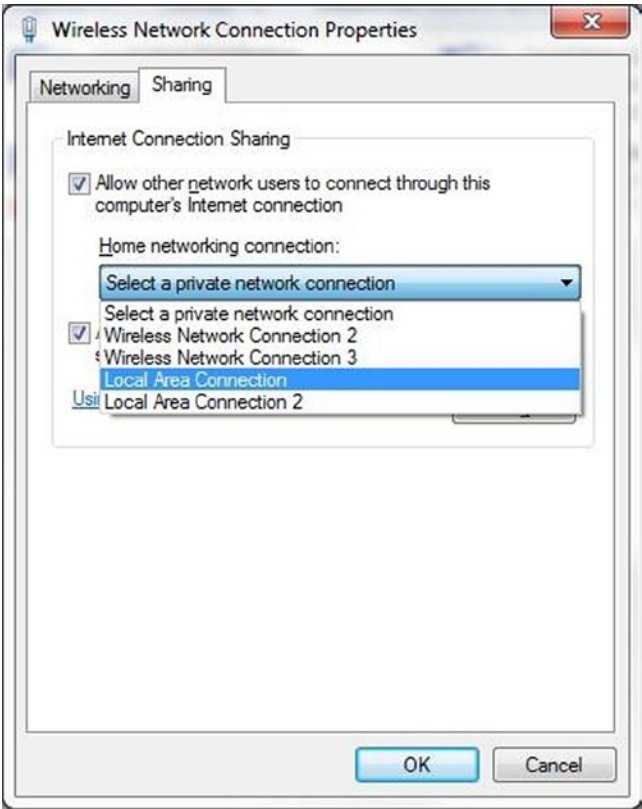 Wireless Network Connection Properties
Networking
Sharing
Internet Connection Sharing
Allow other network users to connect through this
computer's Internet connection
Home networking connection:
Select a private network connection
Select a private network connection
Wireless Network Connection 2
Wireless Network Connection 3
Local Area Connection
Local Area Connection 2
OK
Cancel